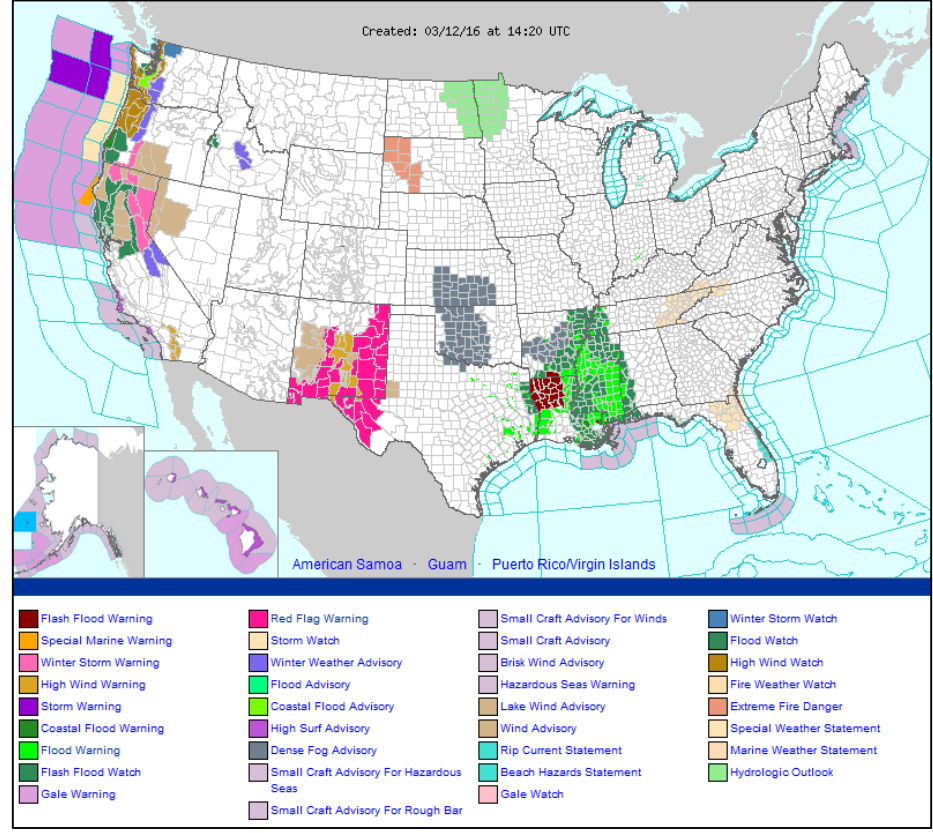 Created: 03/12/16 at 14:20 UTC
American Samoa · Guam · Puerto Rico/Virgin Islands
Flash Flood Warning
Special Marine Warning
Winter Storm Warning
High Wind Warning
Storm Warning
Coastal Flood Warning
Flood Warning
Flash Flood Watch
Gale Warning
Red Flag Warning
Storm Watch
Winter Weather Advisory
Flood Advisory
Coastal Flood Advisory
High Surf Advisory
Dense Fog Advisory
Small Craft Advisory For Hazardous
Seas
Small Craft Advisory For Rough Bar
Small Craft Advisory For Winds
Small Craft Advisory
Brisk Wind Advisory
Hazardous Seas Warning
Lake Wind Advisory
Wind Advisory
Rip Current Statement
Beach Hazards Statement
Gale Watch
Winter Storm Watch
Flood Watch
High Wind Watch
Fire Weather Watch
Extreme Fire Danger
Special Weather Statement
Marine Weather Statement
Hydrologic Outlook